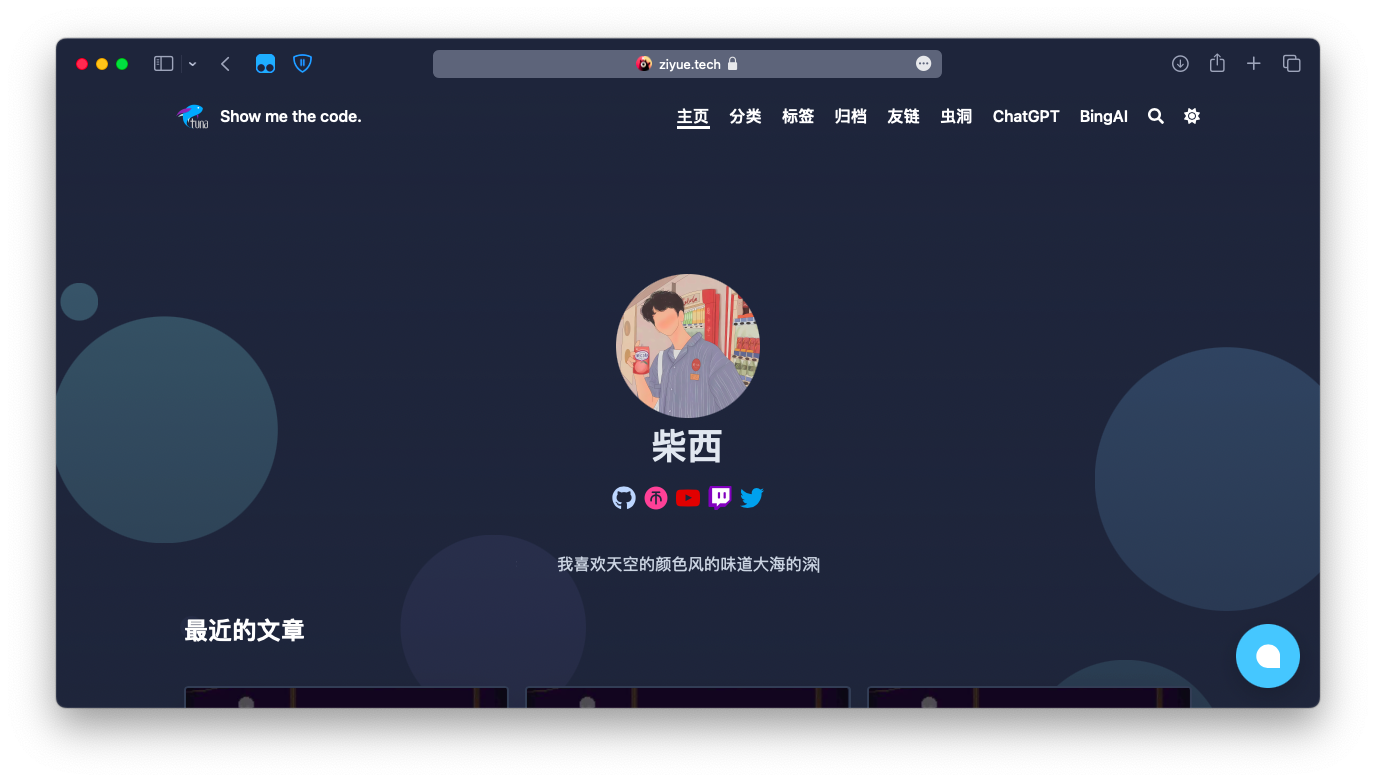 ziyue.tech
tuna
Show me the code.
主页 分类 标签 归档 友链 虫洞 ChatGPT BingAI
柴西
我喜欢天空的颜色风的味道大海的深
最近的文章